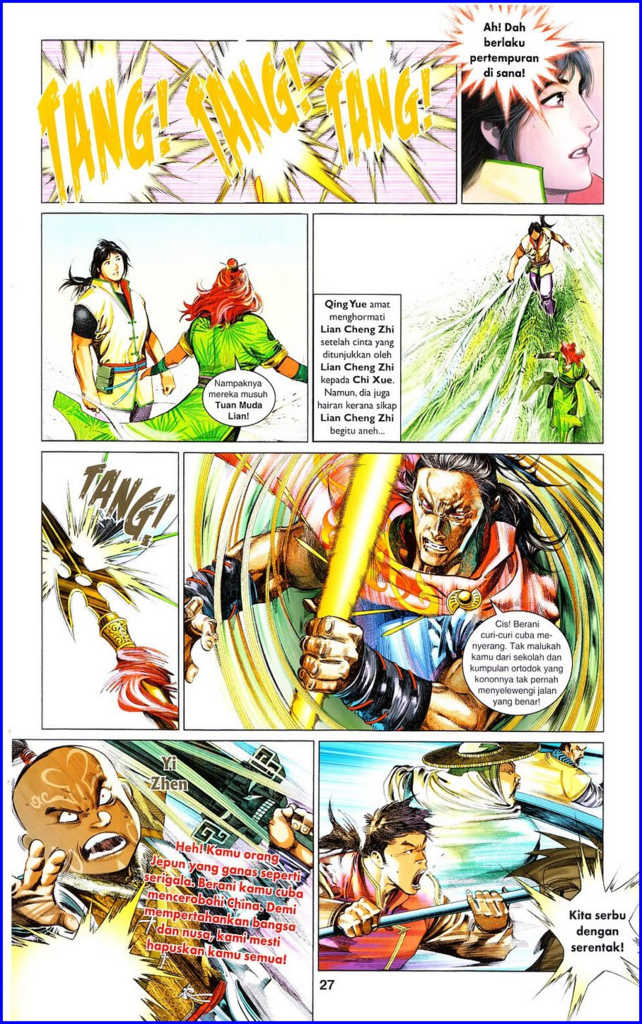 TANG! TANG! TANG!
Ah! Dah
berlaku
pertempuran
di sana!
Nampaknya
mereka musuh
Tuan Muda
Lian!
Qing Yue amat
menghormati
Lian Cheng Zhi
setelah cinta yang
ditunjukkan oleh
Lian Cheng Zhi
kepada Chi Xue.
Namun, dia juga
hairan kerana sikap
Lian Cheng Zhi
begitu aneh...
TANG!
Cis! Berani
curi-curi cuba me-
nyerang. Tak malukah
kamu dari sekolah dan
kumpulan ortodok yang
kononnya tak pernah
menyelewengi jalan
yang benar!
Yi
Zhen
Heh! Kamu orang
Jepun yang ganas seperti
serigala. Berani kamu cuba
mencerobohi China. Demi
mempertahankan bangsa
dan nusa, kami mesti
hapuskan kamu semua!
Kita serbu
dengan
serentak!
27